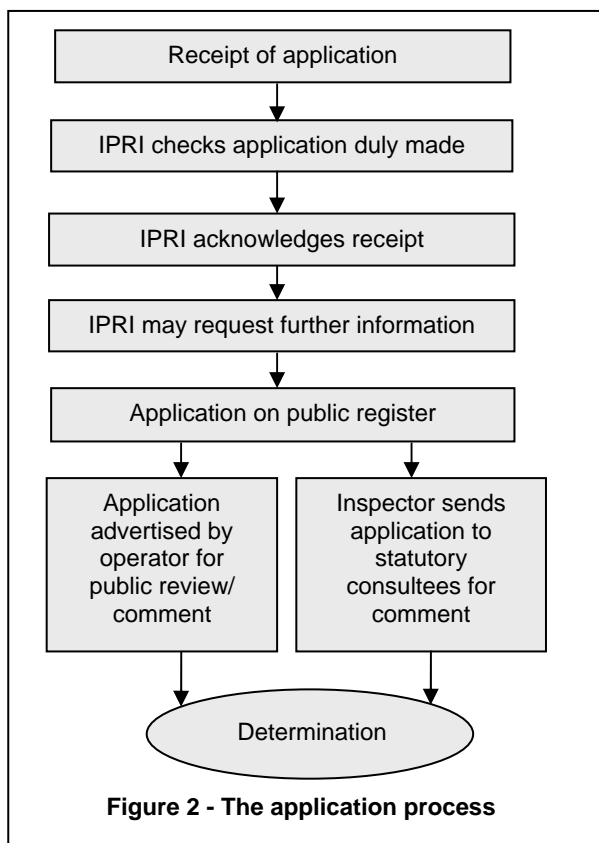 Receipt of application
IPRI checks application duly made
IPRI acknowledges receipt
IPRI may request further information
Application on public register
Application
advertised by
operator for
public review/
comment
Inspector sends
application to
statutory
consultees for
comment
Determination
Figure 2 - The application process